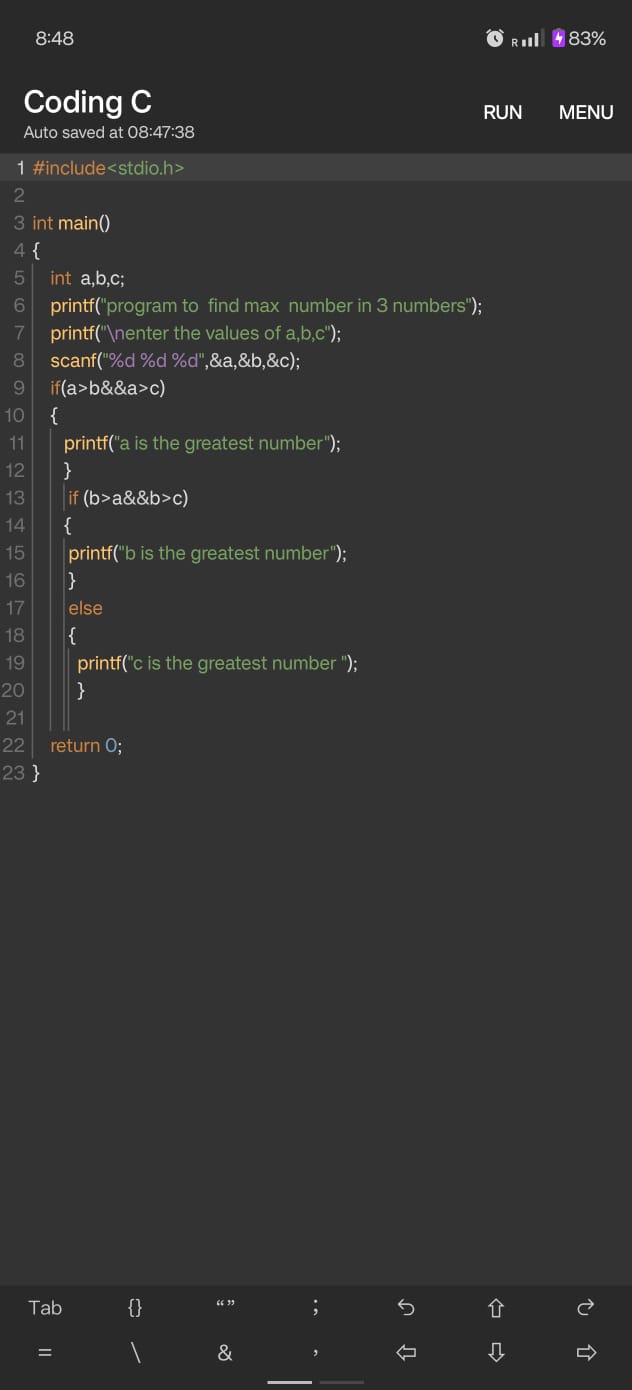 8:48 R 83%
Coding C
RUN MENU
Auto saved at 08:47:38
1 #include<stdio.h>
2
3 int main()
4 {
5 int  a,b,c;
6 printf("program to  find max  number in 3 numbers");
7 printf("\nenter the values of a,b,c");
8 scanf("%d %d %d",&a,&b,&c);
9 if(a>b&&a>c)
10 {
11 printf("a is the greatest number");
12 }
13 if (b>a&&b>c)
14 {
15 printf("b is the greatest number");
16 }
17 else
18 {
19 printf("c is the greatest number ");
20 }
21
22 return 0;
23 }
Tab {} “” ;
= \ & ,